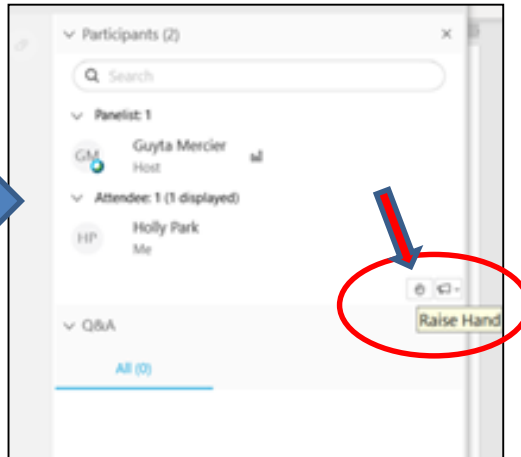 Participants (2)
Search
Panelist: 1
GM
Guyta Mercier
Host
Attendee: 1 (1 displayed)
HP
Holly Park
Me
Raise Hand
Q&A
All (0)